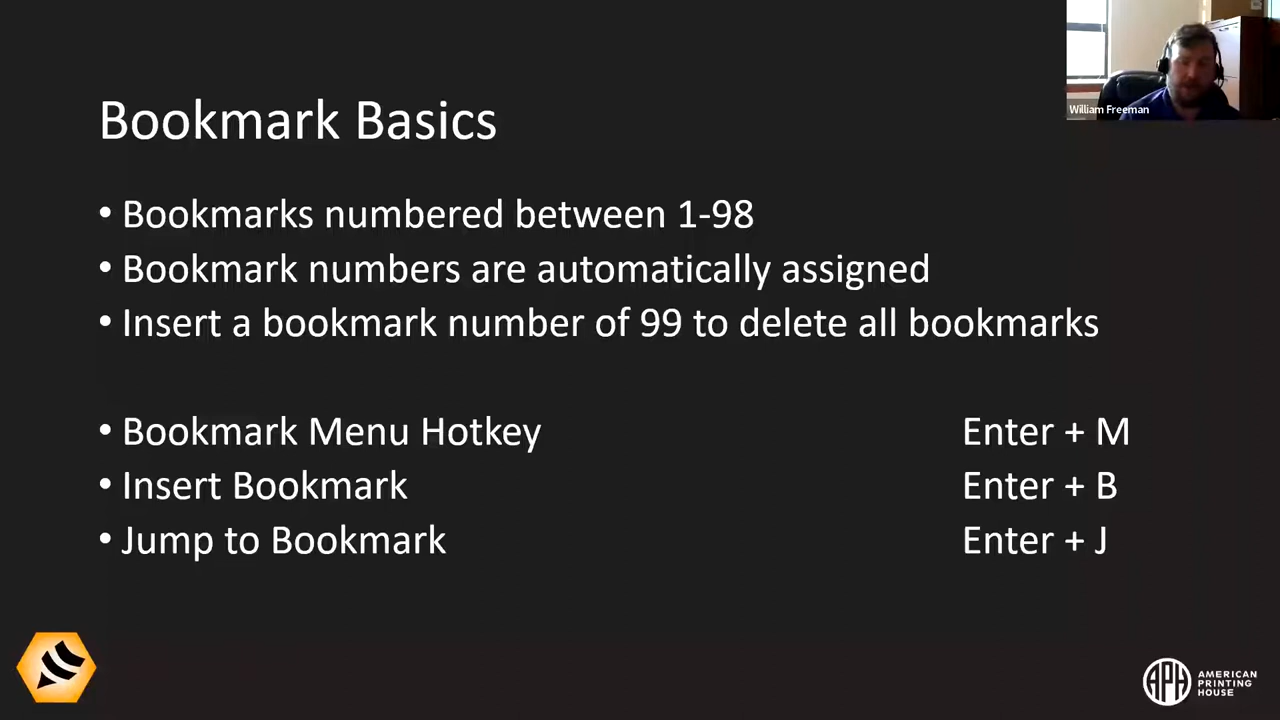 William Freeman
Bookmark Basics
• Bookmarks numbered between 1-98
• Bookmark numbers are automatically assigned
• Insert a bookmark number of 99 to delete all bookmarks
• Bookmark Menu Hotkey Enter + M
• Insert Bookmark Enter + B
• Jump to Bookmark Enter + J
APH
AMERICAN
PRINTING
HOUSE